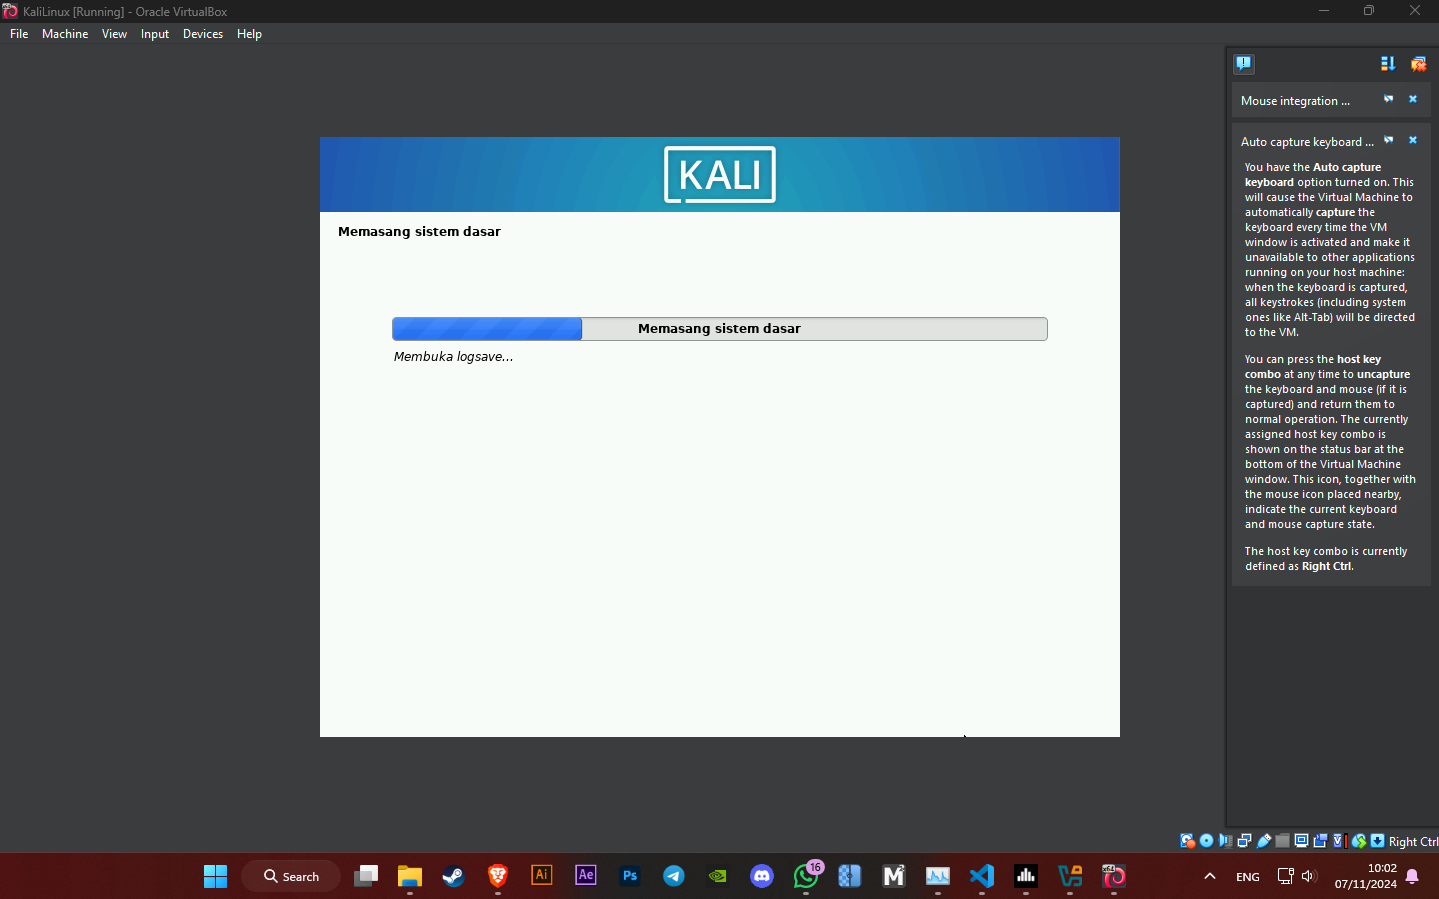 KaliLinux [Running] - Oracle VirtualBox
File Machine View Input Devices Help
KALI
Memasang sistem dasar
Memasang sistem dasar
Membuka logsave...
Mouse integration ...
Auto capture keyboard ...
You have the Auto capture
keyboard option turned on. This
will cause the Virtual Machine to
automatically capture the
keyboard every time the VM
window is activated and make it
unavailable to other applications
running on your host machine:
when the keyboard is captured,
all keystrokes (including system
ones like Alt-Tab) will be directed
to the VM.
You can press the host key
combo at any time to uncapture
the keyboard and mouse (if it is
captured) and return them to
normal operation. The currently
assigned host key combo is
shown on the status bar at the
bottom of the Virtual Machine
window. This icon, together with
the mouse icon placed nearby,
indicate the current keyboard
and mouse capture state.
The host key combo is currently
defined as Right Ctrl.
Right Ctrl
Search
Ai
Ae
Ps
16
M
64
ENG
10:02
07/11/2024